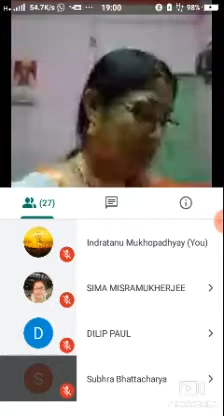 54.7K/s 19:00 98%
(27)
Indratanu Mukhopadhyay (You)
SIMA MISRAMUKHERJEE
D DILIP PAUL
S Subhra Bhattacharya